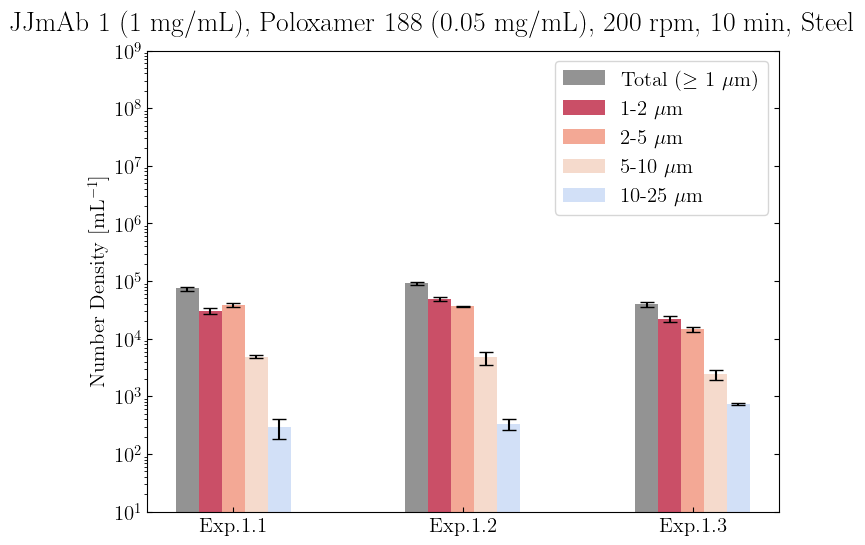 JJmAb 1 (1 mg/mL), Poloxamer 188 (0.05 mg/mL), 200 rpm, 10 min, Steel
Number Density [mL⁻¹]
10⁹
10⁸
10⁷
10⁶
10⁵
10⁴
10³
10²
10¹
Total (≥ 1 μm)
1-2 μm
2-5 μm
5-10 μm
10-25 μm
Exp.1.1 Exp.1.2 Exp.1.3